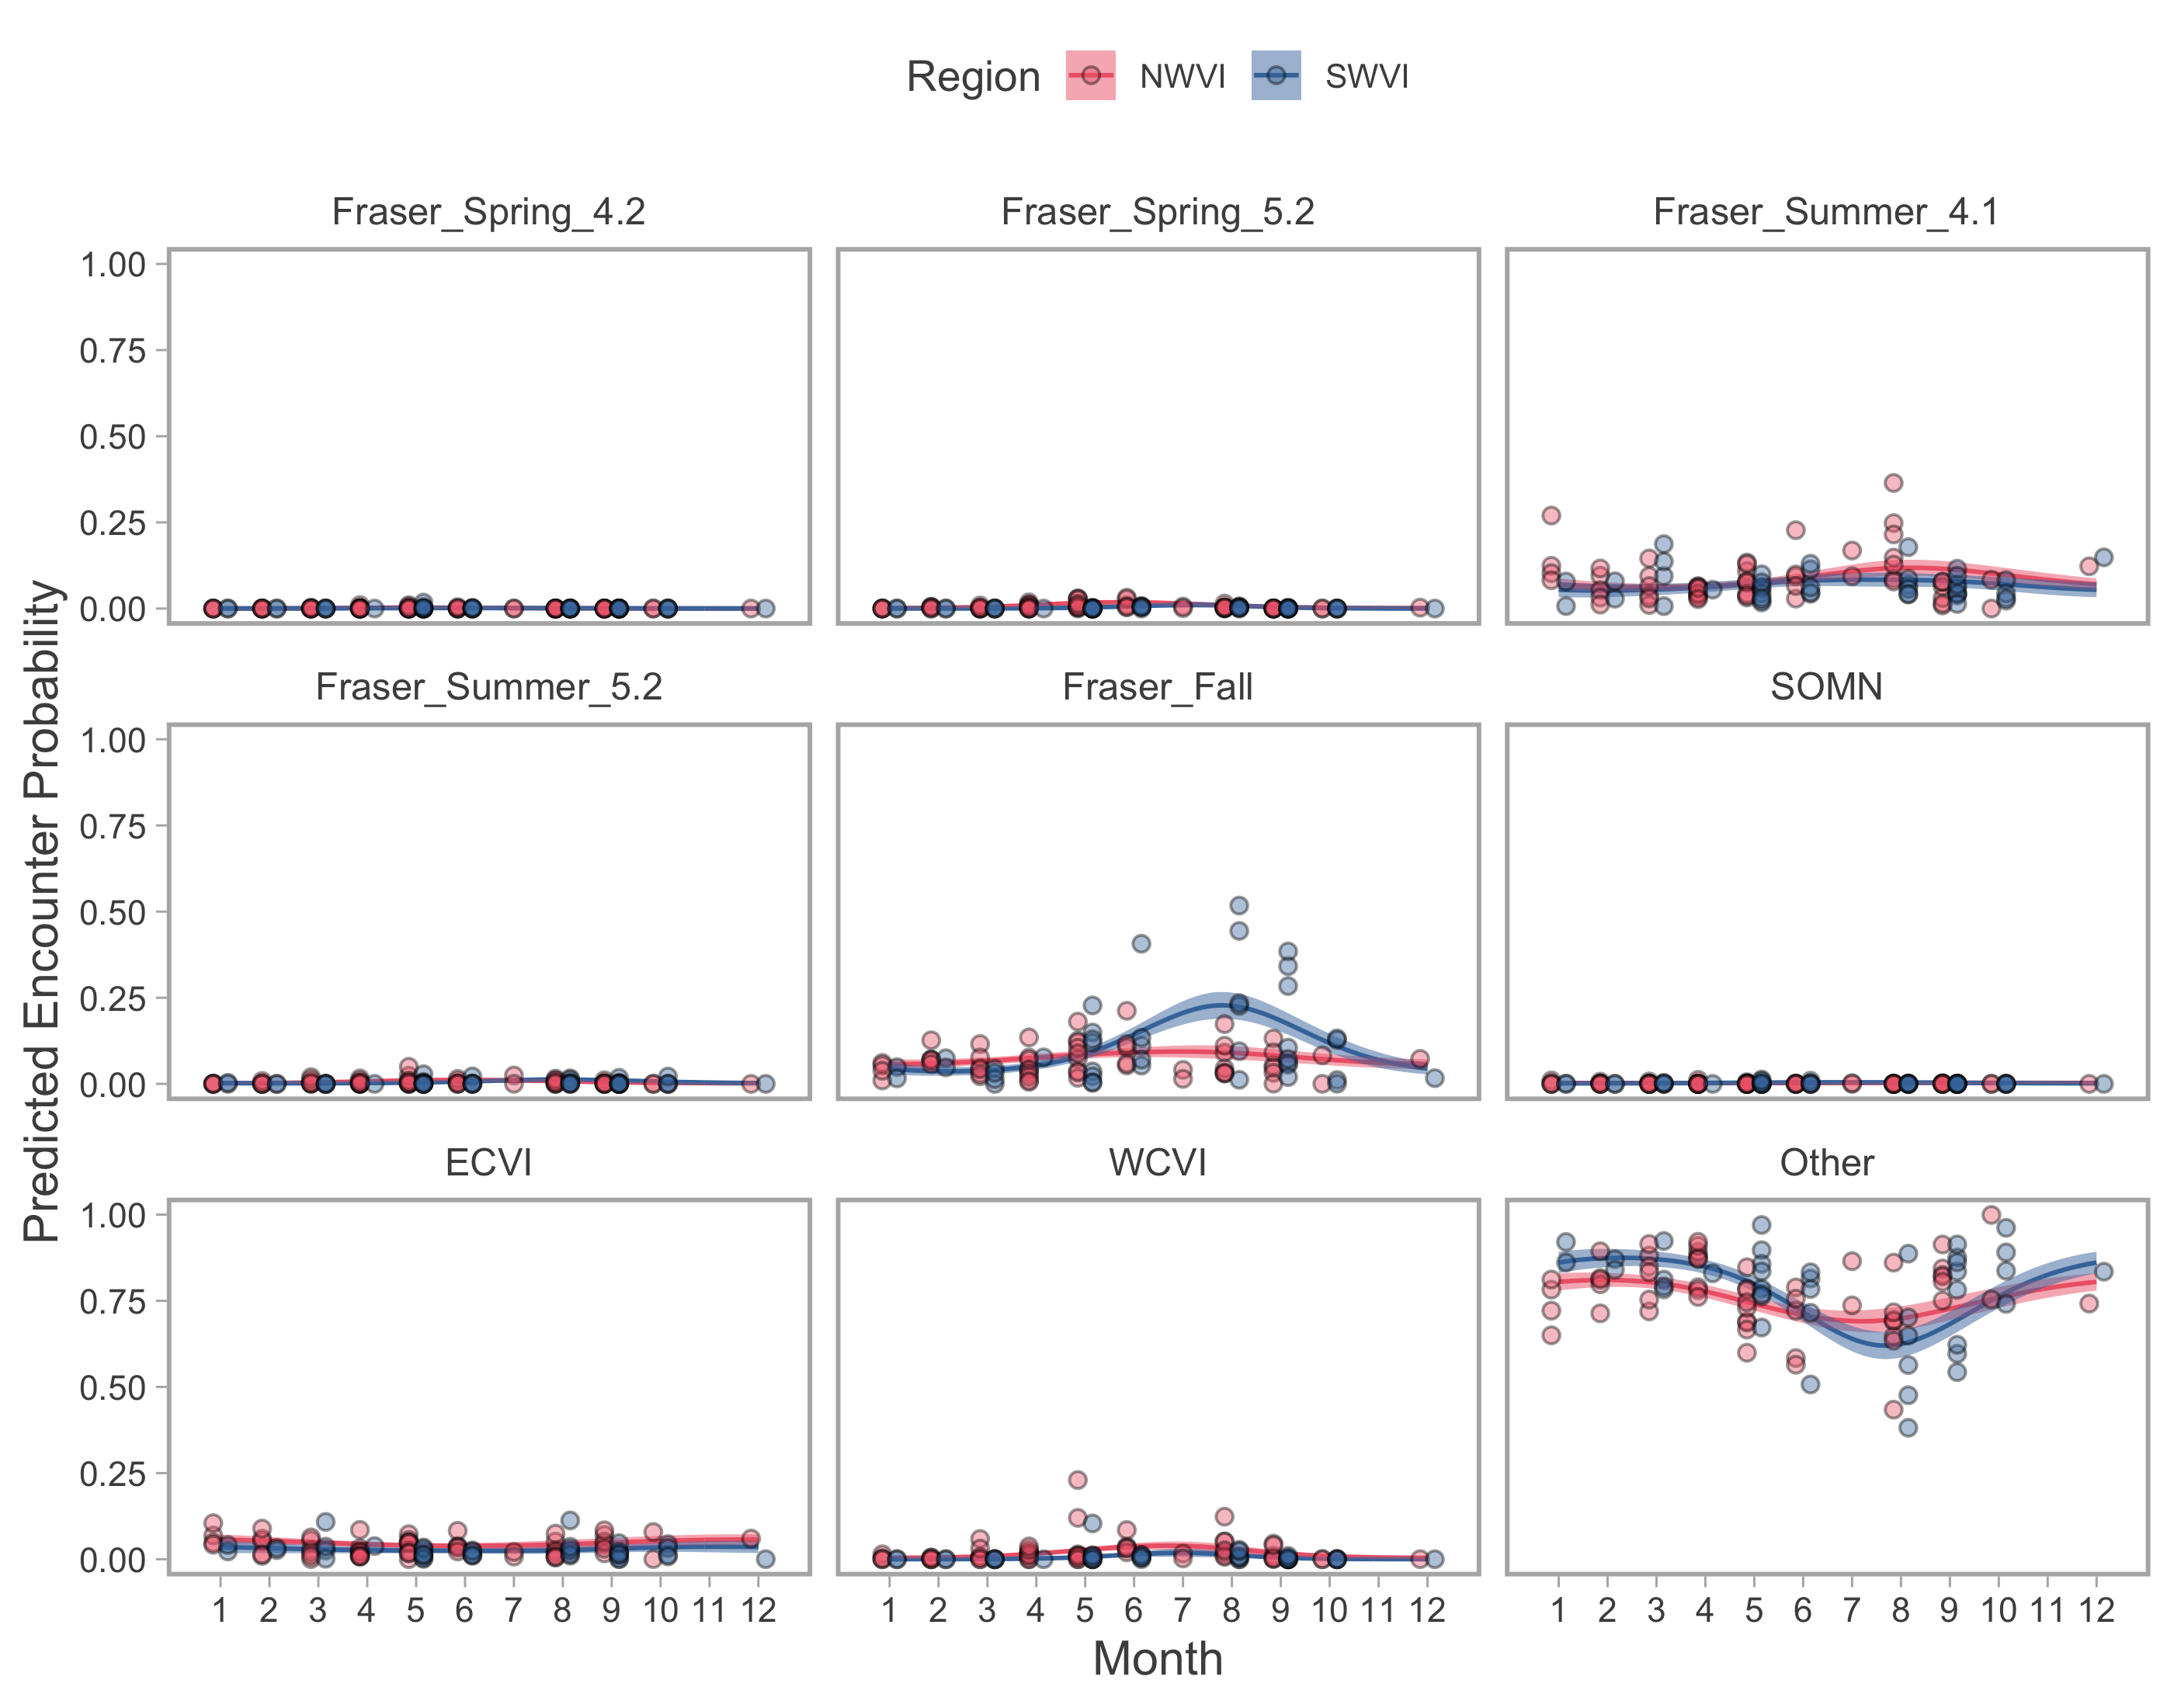 Region NWVI SWVI
Fraser_Spring_4.2 Fraser_Spring_5.2 Fraser_Summer_4.1
1.00
0.75
0.50
0.25
0.00
Fraser_Summer_5.2 Fraser_Fall SOMN
1.00
0.75
0.50
0.25
0.00
ECVI WCVI Other
1.00
0.75
0.50
0.25
0.00
1 2 3 4 5 6 7 8 9 10 11 12 1 2 3 4 5 6 7 8 9 10 11 12 1 2 3 4 5 6 7 8 9 10 11 12
Month
Predicted Encounter Probability